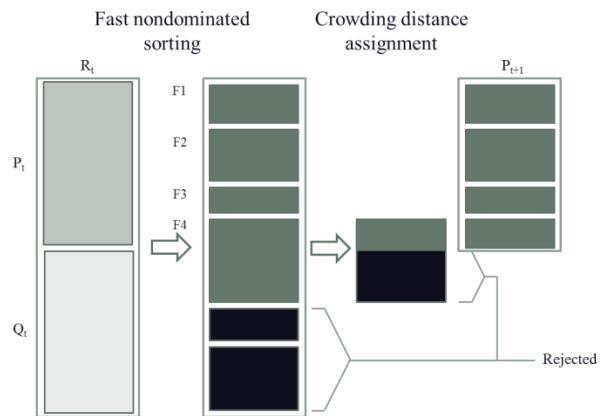 Fast nondominated
sorting
Crowding distance
assignment
Rt
Pt+1
F1
F2
Pt
F3
F4
Qt
Rejected